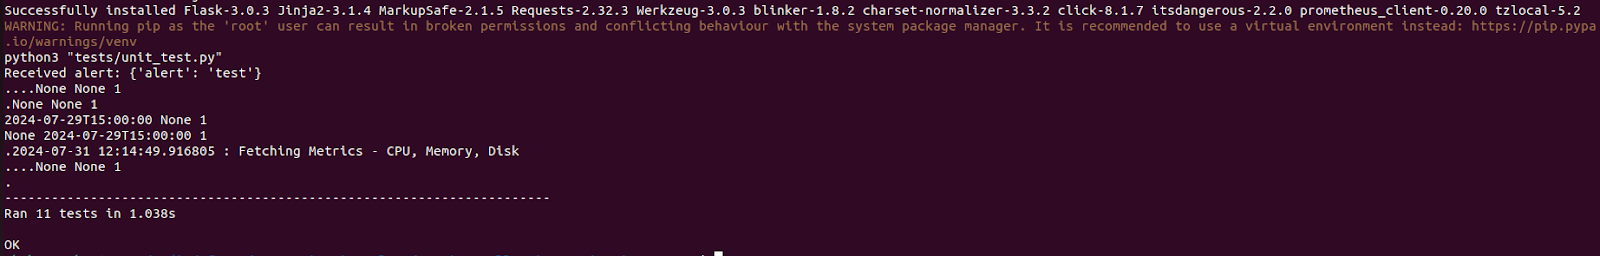 Successfully installed Flask-3.0.3 Jinja2-3.1.4 MarkupSafe-2.1.5 Requests-2.32.3 Werkzeug-3.0.3 blinker-1.8.2 charset-normalizer-3.3.2 click-8.1.7 itsdangerous-2.2.0 prometheus_client-0.20.0 tzlocal-5.2
WARNING: Running pip as the 'root' user can result in broken permissions and conflicting behaviour with the system package manager. It is recommended to use a virtual environment instead: https://pip.pypa
.io/warnings/venv
python3 "tests/unit_test.py"
Received alert: {'alert': 'test'}
....None None 1
.None None 1
2024-07-29T15:00:00 None 1
None 2024-07-29T15:00:00 1
.2024-07-31 12:14:49.916805 : Fetching Metrics - CPU, Memory, Disk
....None None 1
.
----------------------------------------------------------------------
Ran 11 tests in 1.038s
OK